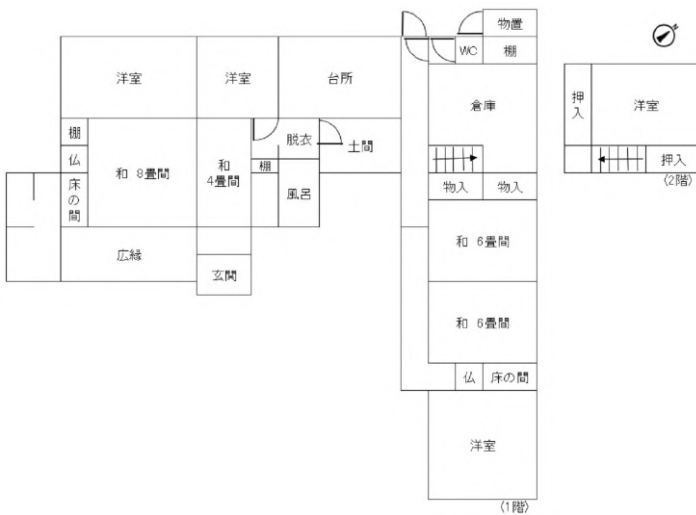 物置
WC
棚
洋室
洋室
台所
倉庫
押入
洋室
棚
仏
床の間
和 8畳間
和
4畳間
脱衣
土間
棚
風呂
押入
〈2階〉
物入
物入
広縁
玄関
和 6畳間
和 6畳間
仏
床の間
洋室
〈1階〉